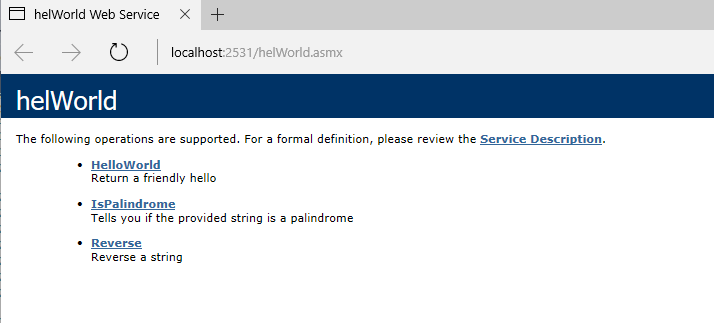 helWorld Web Service
localhost:2531/helWorld.asmx
helWorld
The following operations are supported. For a formal definition, please review the Service Description.
HelloWorld
Return a friendly hello
IsPalindrome
Tells you if the provided string is a palindrome
Reverse
Reverse a string